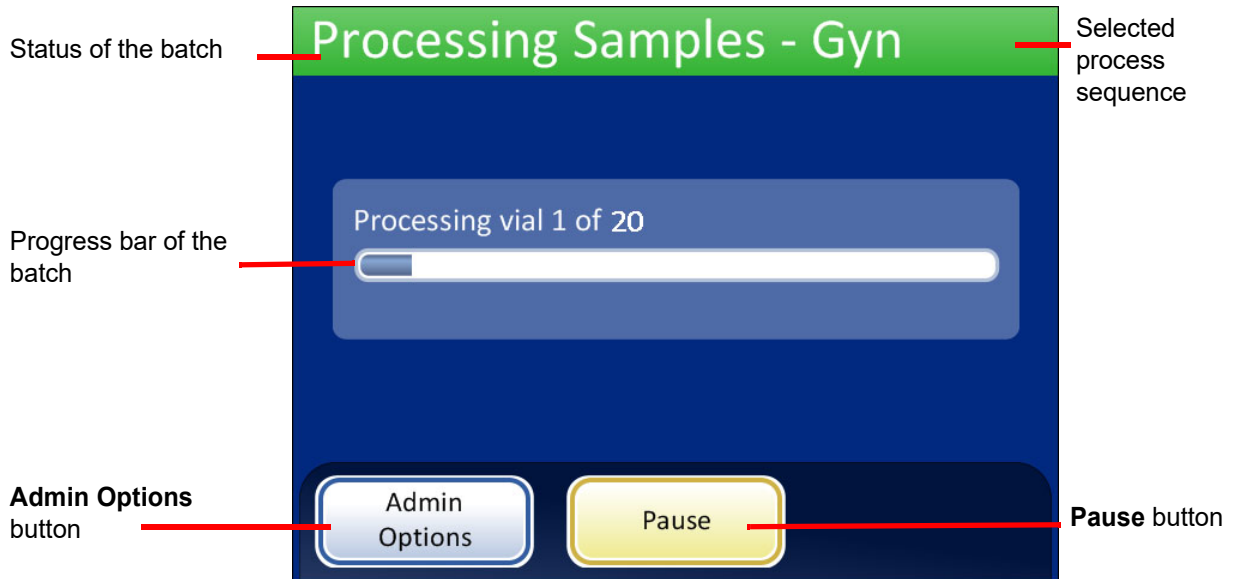 Processing Samples - Gyn
Status of the batch
Selected
process
sequence
Processing vial 1 of 20
Progress bar of the
batch
Admin Options
button
Admin
Options
Pause
Pause button